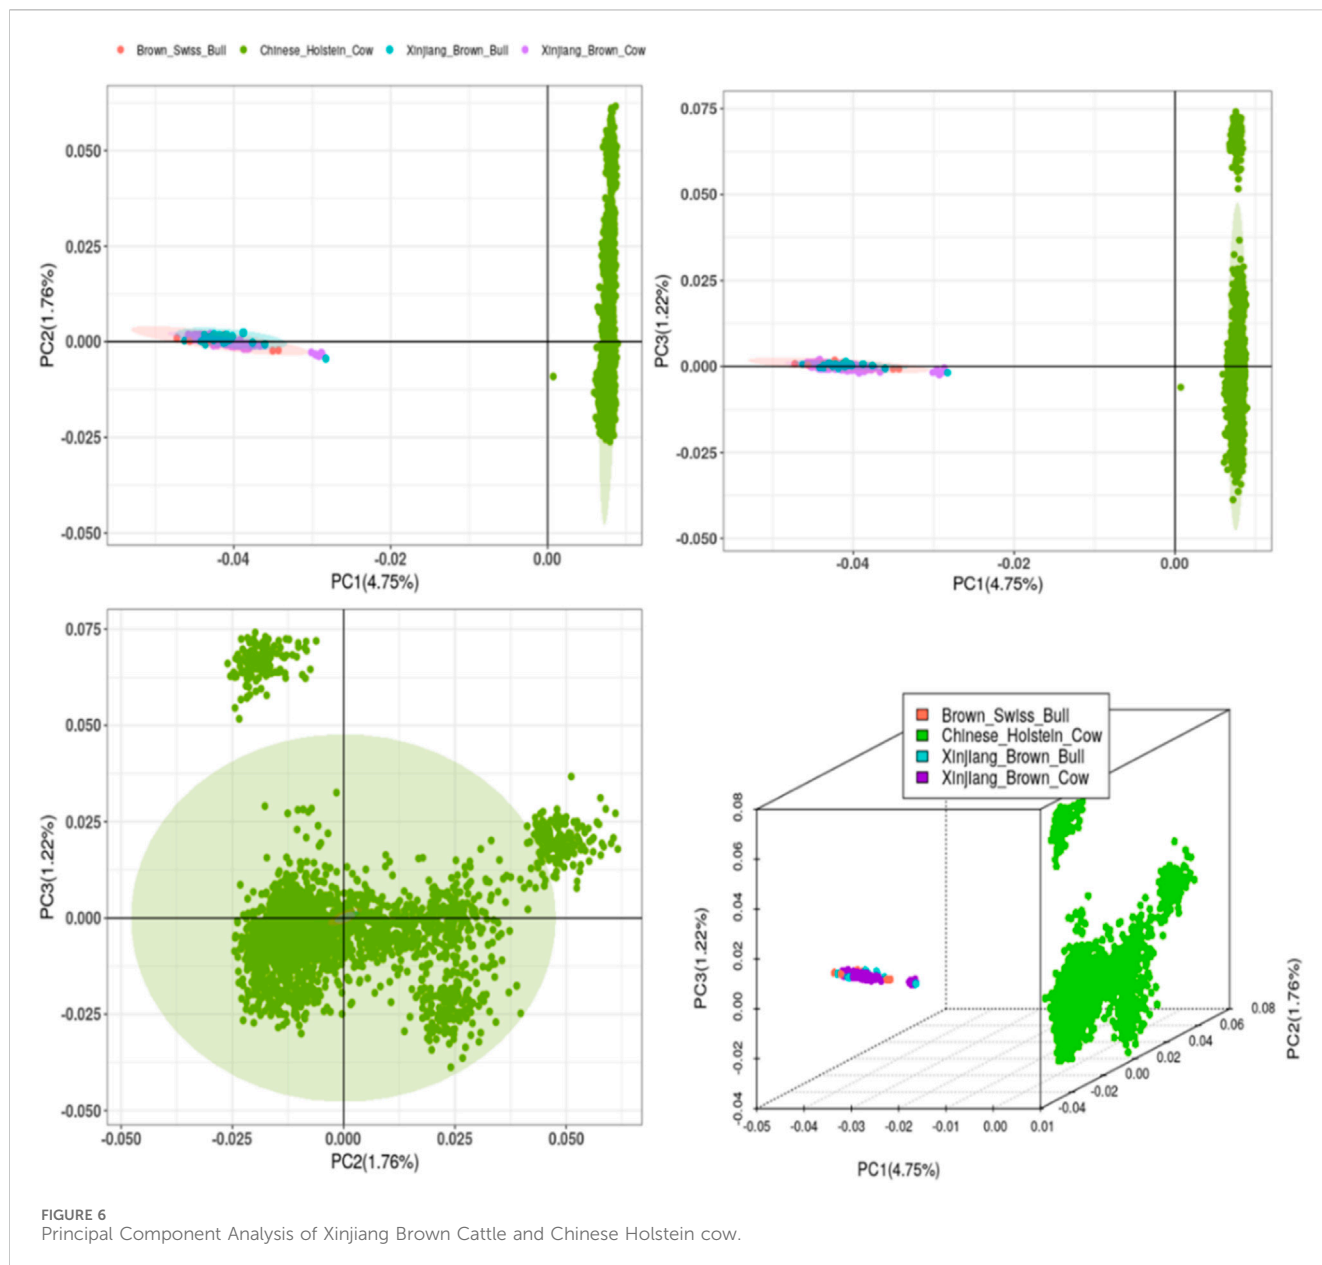 Brown_Swiss_Bull Chinese_Holstein_Cow Xinjiang_Brown_Bull Xinjiang_Brown_Cow
0.050
0.025
0.000
-0.025
-0.050
PC2(1.76%)
-0.04 -0.02 0.00
PC1(4.75%)
0.075
0.050
0.025
0.000
-0.025
-0.050
PC3(1.22%)
-0.04 -0.02 0.00
PC1(4.75%)
0.075
0.050
0.025
0.000
-0.025
-0.050
PC3(1.22%)
-0.050 -0.025 0.000 0.025 0.050
PC2(1.76%)
Brown_Swiss_Bull
Chinese_Holstein_Cow
Xinjiang_Brown_Bull
Xinjiang_Brown_Cow
0.08
0.06
0.04
0.02
0.00
-0.02
-0.04
PC3(1.22%)
-0.05 -0.04 -0.03 -0.02 -0.01 0.00 0.01
PC1(4.75%)
-0.04
-0.02
0.00
0.02
0.04
0.06
0.08
PC2(1.76%)
FIGURE 6
Principal Component Analysis of Xinjiang Brown Cattle and Chinese Holstein cow.